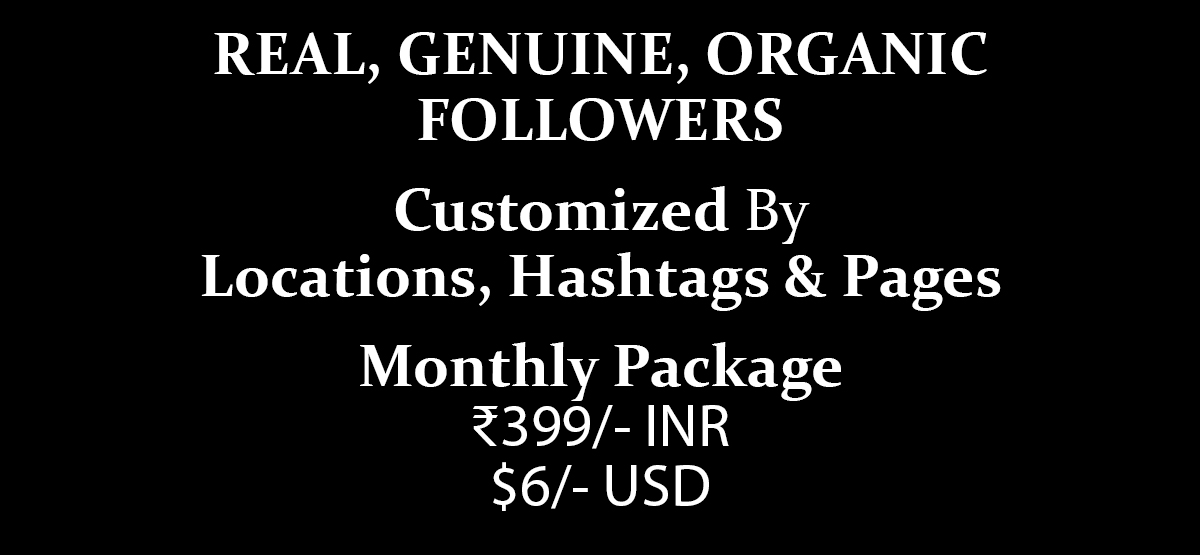 REAL, GENUINE, ORGANIC
FOLLOWERS
Customized By
Locations, Hashtags & Pages
Monthly Package
₹399/- INR
$6/- USD